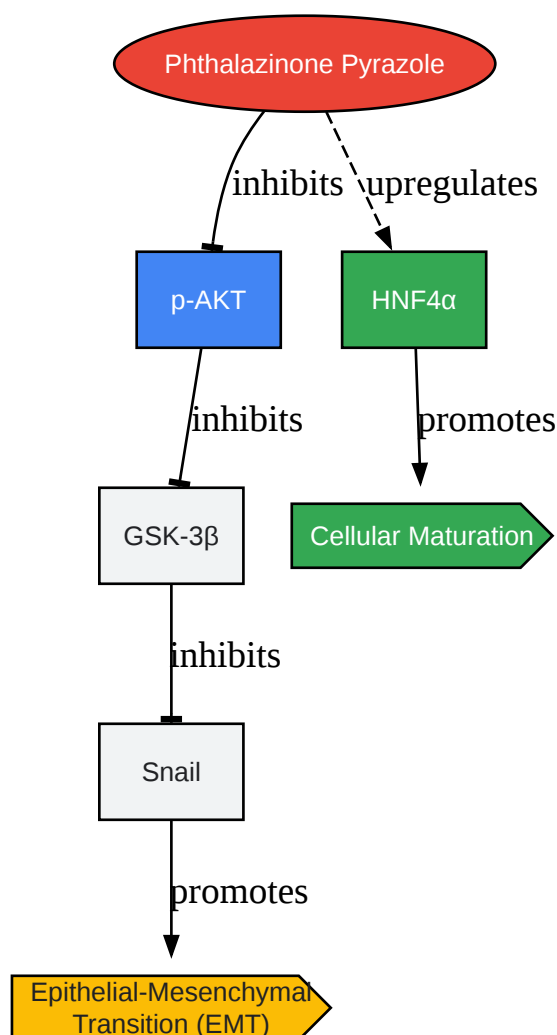 Phthalazinone Pyrazole
inhibits
upregulates
p-AKT
HNF4α
inhibits
promotes
GSK-3β
Cellular Maturation
inhibits
Snail
promotes
Epithelial-Mesenchymal
Transition (EMT)